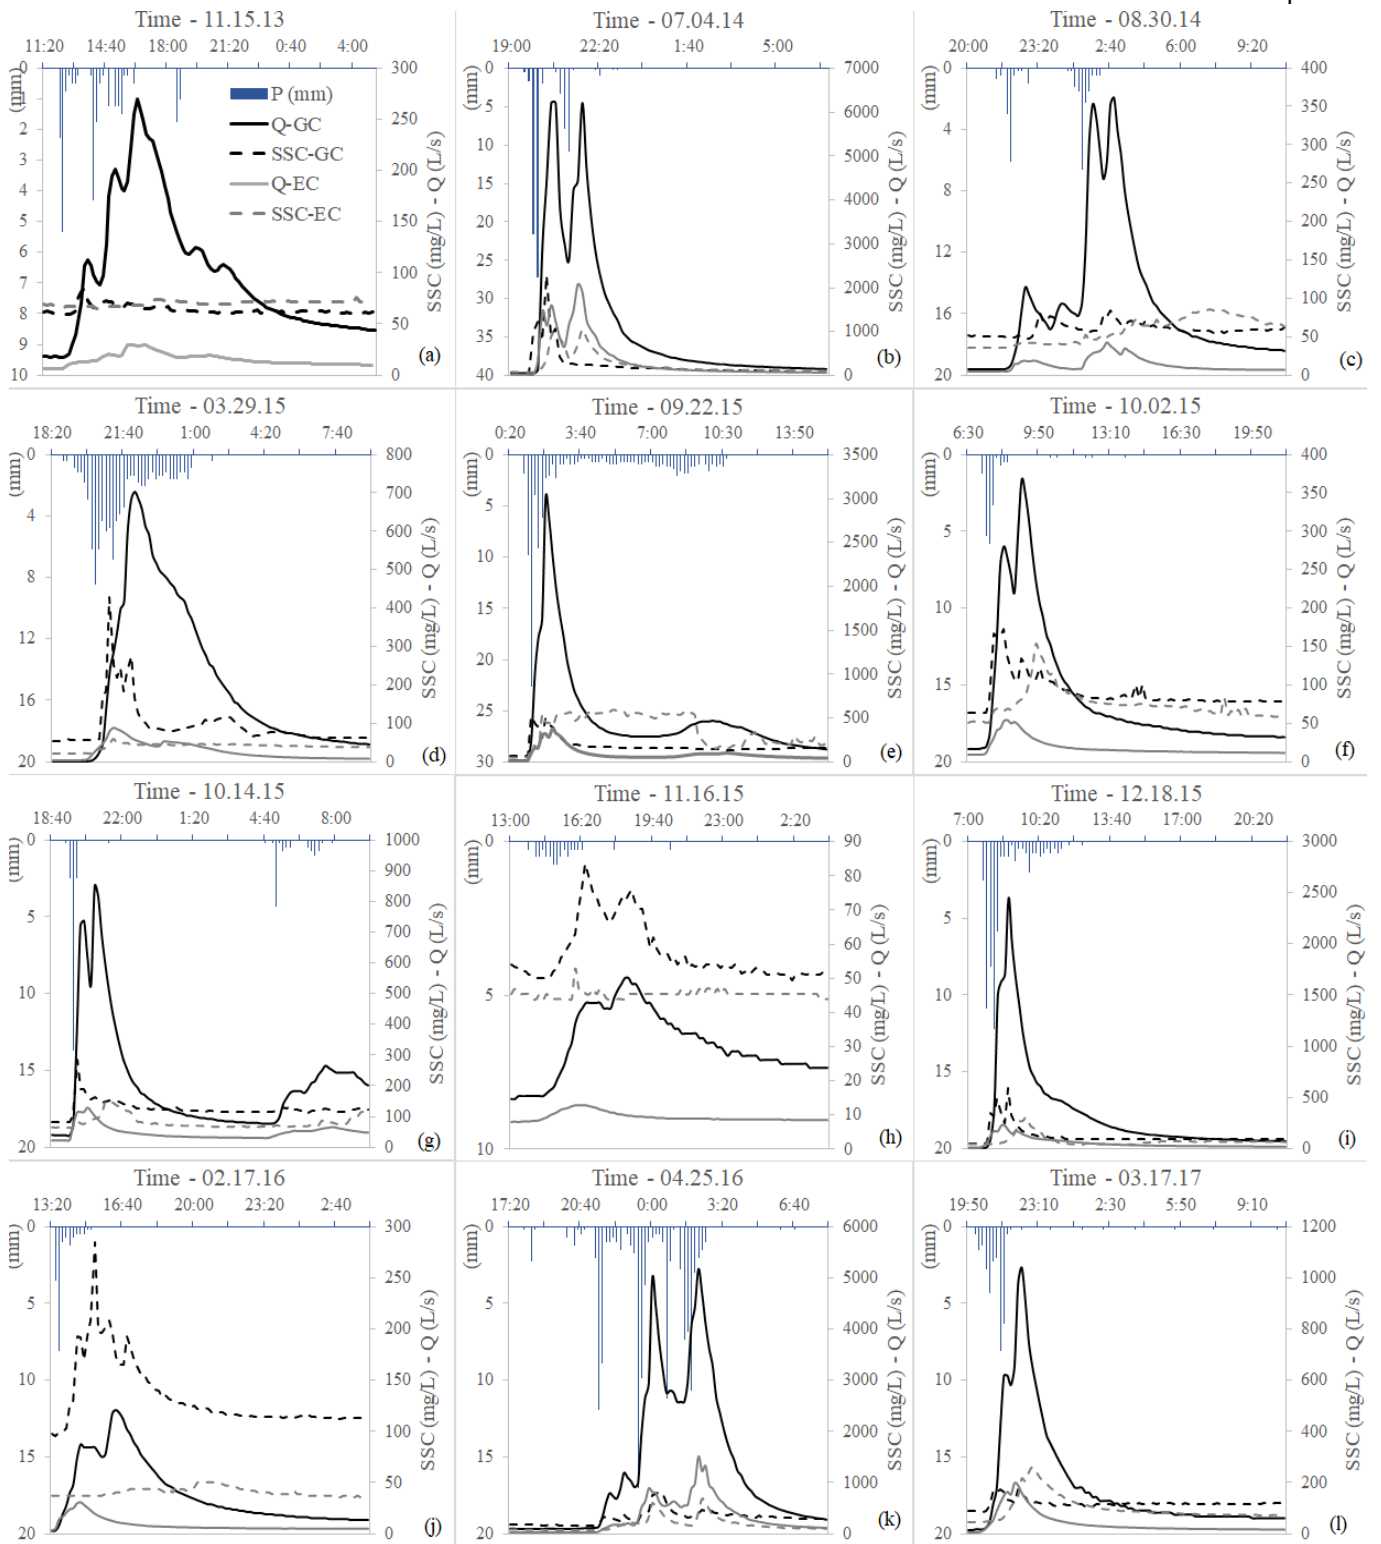 Time - 11.15.13
11:20 14:40 18:00 21:20 0:40 4:00
(mm)
0 1 2 3 4 5 6 7 8 9 10
P (mm)
Q-GC
SSC-GC
Q-EC
SSC-EC
300 250 200 150 100 50 0
SSC (mg/L) - Q (L/s)
(a)
Time - 07.04.14
19:00 22:20 1:40 5:00
(mm)
0 5 10 15 20 25 30 35 40
7000 6000 5000 4000 3000 2000 1000 0
SSC (mg/L) - Q (L/s)
(b)
Time - 08.30.14
20:00 23:20 2:40 6:00 9:20
(mm)
0 4 8 12 16 20
400 350 300 250 200 150 100 50 0
SSC (mg/L) - Q (L/s)
(c)
Time - 03.29.15
18:20 21:40 1:00 4:20 7:40
(mm)
0 4 8 12 16 20
800 700 600 500 400 300 200 100 0
SSC (mg/L) - Q (L/s)
(d)
Time - 09.22.15
0:20 3:40 7:00 10:30 13:50
(mm)
0 5 10 15 20 25 30
3500 3000 2500 2000 1500 1000 500 0
SSC (mg/L) - Q (L/s)
(e)
Time - 10.02.15
6:30 9:50 13:10 16:30 19:50
(mm)
0 5 10 15 20
400 350 300 250 200 150 100 50 0
SSC (mg/L) - Q (L/s)
(f)
Time - 10.14.15
18:40 22:00 1:20 4:40 8:00
(mm)
0 5 10 15 20
1000 900 800 700 600 500 400 300 200 100 0
SSC (mg/L) - Q (L/s)
(g)
Time - 11.16.15
13:00 16:20 19:40 23:00 2:20
(mm)
0 5 10
90 80 70 60 50 40 30 20 10 0
SSC (mg/L) - Q (L/s)
(h)
Time - 12.18.15
7:00 10:20 13:40 17:00 20:20
(mm)
0 5 10 15 20
3000 2500 2000 1500 1000 500 0
SSC (mg/L) - Q (L/s)
(i)
Time - 02.17.16
13:20 16:40 20:00 23:20 2:40
(mm)
0 5 10 15 20
300 250 200 150 100 50 0
SSC (mg/L) - Q (L/s)
(j)
Time - 04.25.16
17:20 20:40 0:00 3:20 6:40
(mm)
0 5 10 15 20
6000 5000 4000 3000 2000 1000 0
SSC (mg/L) - Q (L/s)
(k)
Time - 03.17.17
19:50 23:10 2:30 5:50 9:10
(mm)
0 5 10 15 20
1200 1000 800 600 400 200 0
SSC (mg/L) - Q (L/s)
(l)